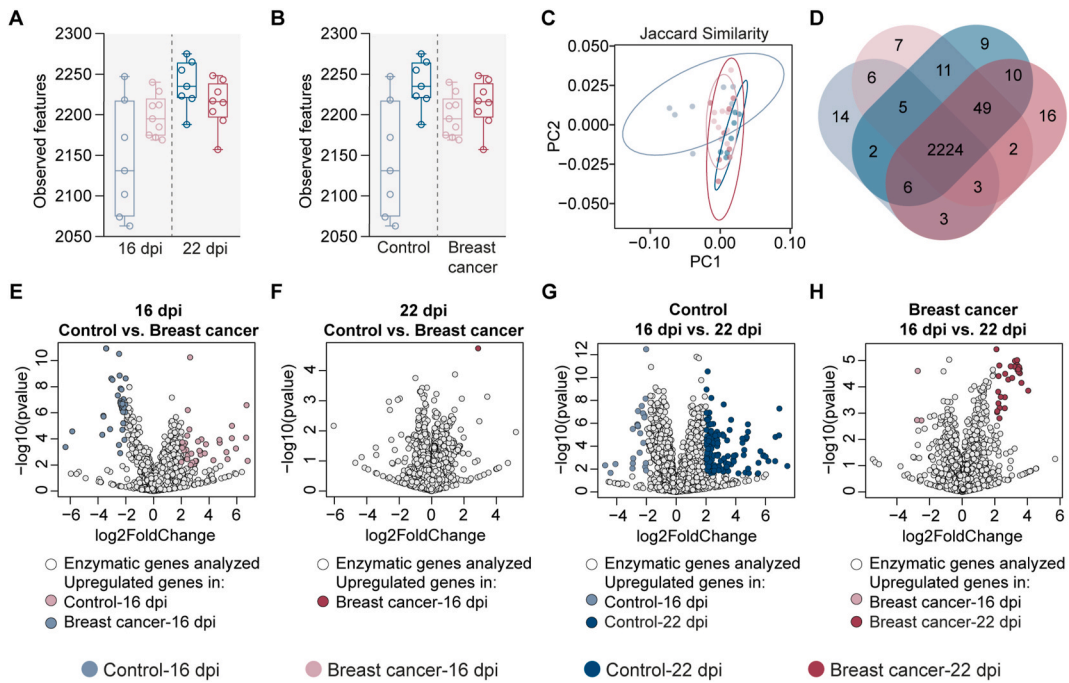 A
2300
2250
2200
2150
2100
2050
Observed features
16 dpi
22 dpi
B
2300
2250
2200
2150
2100
2050
Observed features
Control
Breast
cancer
C
Jaccard Similarity
0.050
0.025
0.000
−0.025
−0.050
PC2
−0.10
0.00
0.10
PC1
D
7
9
6
11
10
14
5
49
16
2
2224
2
6
3
3
E
16 dpi
Control vs. Breast cancer
10
8
6
4
2
0
−log10(pvalue)
−6
−4
−2
0
2
4
6
log2FoldChange
Enzymatic genes analyzed
Upregulated genes in:
Control-16 dpi
Breast cancer-16 dpi
F
22 dpi
Control vs. Breast cancer
4
3
2
1
0
−log10(pvalue)
−6
−4
−2
0
2
4
log2FoldChange
Enzymatic genes analyzed
Upregulated genes in:
Breast cancer-16 dpi
G
Control
16 dpi vs. 22 dpi
12
10
8
6
4
2
0
−log10(pvalue)
−4
−2
0
2
4
6
log2FoldChange
Enzymatic genes analyzed
Upregulated genes in:
Control-16 dpi
Control-22 dpi
H
Breast cancer
16 dpi vs. 22 dpi
5
4
3
2
1
0
−log10(pvalue)
−6
−4
−2
0
2
4
6
log2FoldChange
Enzymatic genes analyzed
Upregulated genes in:
Breast cancer-16 dpi
Breast cancer-22 dpi
Control-16 dpi
Breast cancer-16 dpi
Control-22 dpi
Breast cancer-22 dpi